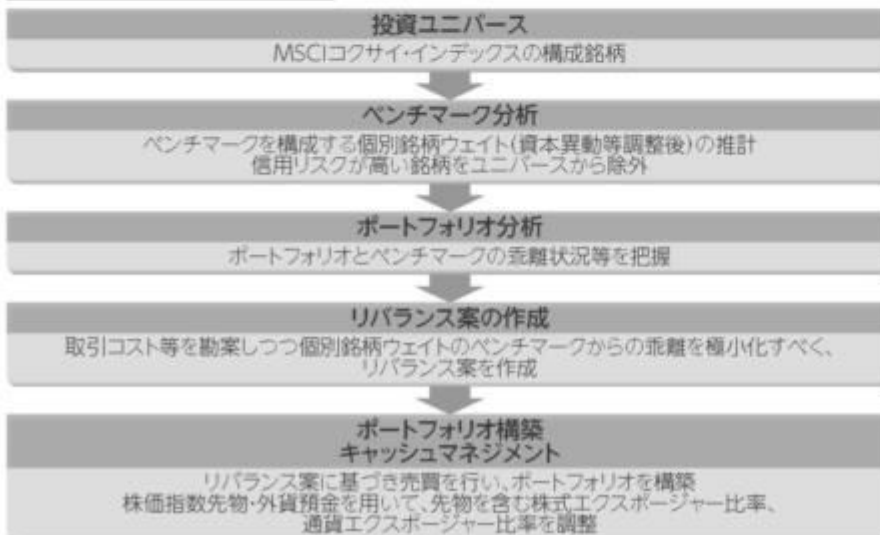 投資ユニバース
MSCIコクサイ・インデックスの構成銘柄
ベンチマーク分析
ベンチマークを構成する個別銘柄ウェイト(資本異動等調整後)の推計
信用リスクが高い銘柄をユニバースから除外
ポートフォリオ分析
ポートフォリオとベンチマークの乖離状況等を把握
リバランス案の作成
取引コスト等を勘案しつつ個別銘柄ウェイトのベンチマークからの乖離を極小化すべく、
リバランス案を作成
ポートフォリオ構築
キャッシュマネジメント
リバランス案に基づき売買を行い、ポートフォリオを構築
株価指数先物・外貨預金を用いて、先物を含む株式エクスポージャー比率、
通貨エクスポージャー比率を調整